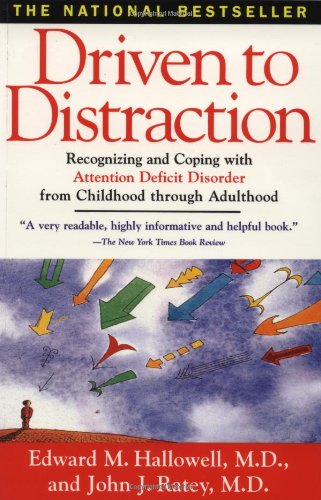 THE NATIONAL BESTSELLER
Driven to
Distraction
Recognizing and Coping with
Attention Deficit Disorder
from Childhood through Adulthood
“A very readable, highly informative and helpful book.”
—The New York Times Book Review
Edward M. Hallowell, M.D.,
and John J. Ratey, M.D.